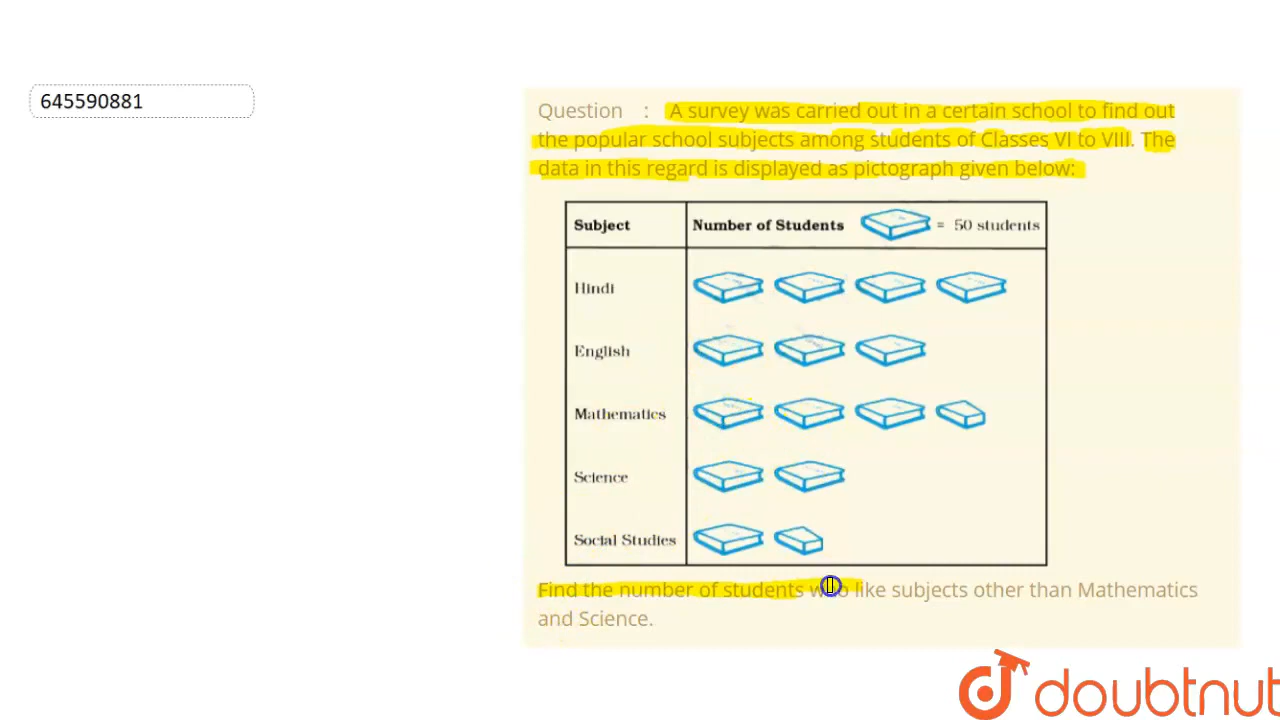 645590881
Question : A survey was carried out in a certain school to find out
the popular school subjects among students of Classes VI to VIII. The
data in this regard is displayed as pictograph given below:
Subject Number of Students = 50 students
Hindi
English
Mathematics
Science
Social Studies
Find the number of students who like subjects other than Mathematics
and Science.
doubtnut